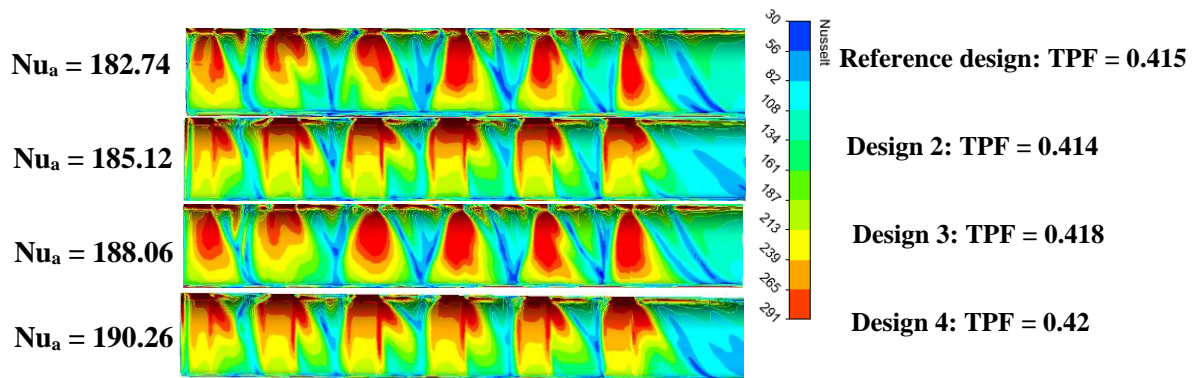 Nuₐ = 182.74
Nuₐ = 185.12
Nuₐ = 188.06
Nuₐ = 190.26
30
56
82
108
134
161
187
213
239
265
291
Nusselt
Reference design: TPF = 0.415
Design 2: TPF = 0.414
Design 3: TPF = 0.418
Design 4: TPF = 0.42